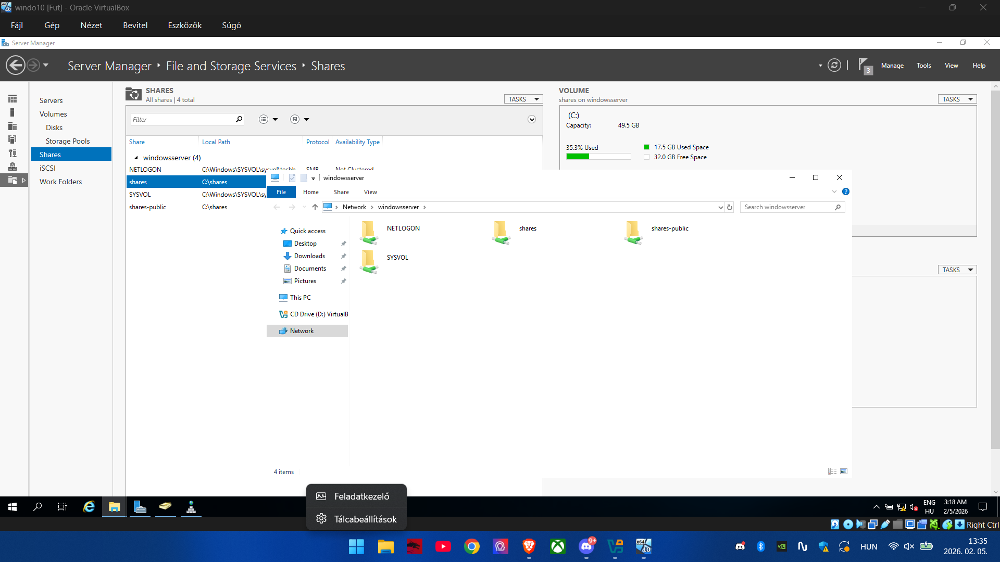 windo10 [Fut] - Oracle VirtualBox
Fájl Gép Nézet Bevitel Eszközök Súgó
Server Manager
Server Manager File and Storage Services Shares
3 Manage Tools View Help
Servers
Volumes
Disks
Storage Pools
Shares
iSCSI
Work Folders
SHARES
All shares | 4 total
TASKS
Filter
Share Local Path Protocol Availability Type
windowsserver (4)
NETLOGON C:\Windows\SYSVOL\sysvol\techb SMB Not Clustered
shares C:\shares
SYSVOL C:\Windows\SYSVOL\sy
shares-public C:\shares
VOLUME
shares on windowsserver
TASKS
(C:)
Capacity: 49.5 GB
35.3% Used
17.5 GB Used Space
32.0 GB Free Space
TASKS
windowsserver
File Home Share View
Network windowsserver
Search windowsserver
Quick access
Desktop
Downloads
Documents
Pictures
This PC
CD Drive (D:) VirtualB
Network
NETLOGON
shares
shares-public
SYSVOL
4 items
Feladatkezelő
Tálcabeállítások
ENG
HU
3:18 AM
2/5/2026
Right Ctrl
9+
x64
10
HUN
13:35
2026. 02. 05.